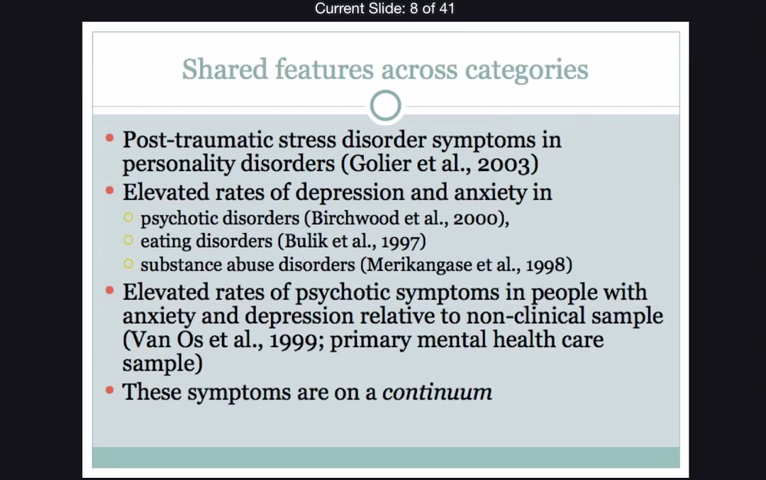 Current Slide: 8 of 41
Shared features across categories
Post-traumatic stress disorder symptoms in
personality disorders (Golier et al., 2003)
Elevated rates of depression and anxiety in
psychotic disorders (Birchwood et al., 2000),
eating disorders (Bulik et al., 1997)
substance abuse disorders (Merikangase et al., 1998)
Elevated rates of psychotic symptoms in people with
anxiety and depression relative to non-clinical sample
(Van Os et al., 1999; primary mental health care
sample)
These symptoms are on a continuum